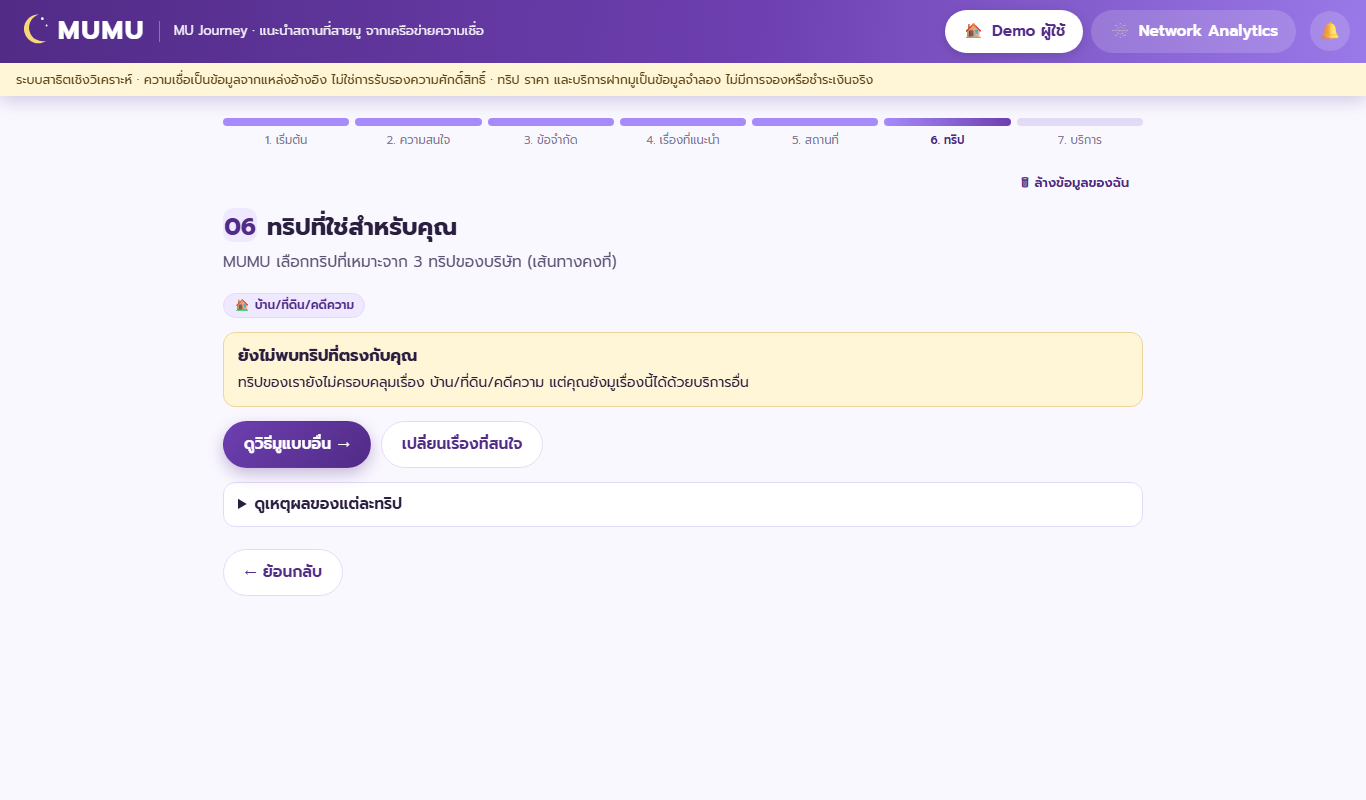 MUMU
MU Journey · แนะนำสถานที่สายมู จากเครือข่ายความเชื่อ
Demo ผู้ใช้
Network Analytics
ระบบสาธิตเชิงวิเคราะห์ · ความเชื่อเป็นข้อมูลจากแหล่งอ้างอิง ไม่ใช่การรับรองความศักดิ์สิทธิ์ · ทริป ราคา และบริการฝากมูเป็นข้อมูลจำลอง ไม่มีการจองหรือชำระเงินจริง
1. เริ่มต้น
2. ความสนใจ
3. ข้อจำกัด
4. เรื่องที่แนะนำ
5. สถานที่
6. ทริป
7. บริการ
ล้างข้อมูลของฉัน
06 ทริปที่ใช่สำหรับคุณ
MUMU เลือกทริปที่เหมาะจาก 3 ทริปของบริษัท (เส้นทางคงที่)
บ้าน/ที่ดิน/คดีความ
ยังไม่พบทริปที่ตรงกับคุณ
ทริปของเรายังไม่ครอบคลุมเรื่อง บ้าน/ที่ดิน/คดีความ แต่คุณยังมูเรื่องนี้ได้ด้วยบริการอื่น
ดูวิธีมูแบบอื่น →
เปลี่ยนเรื่องที่สนใจ
▶ ดูเหตุผลของแต่ละทริป
← ย้อนกลับ